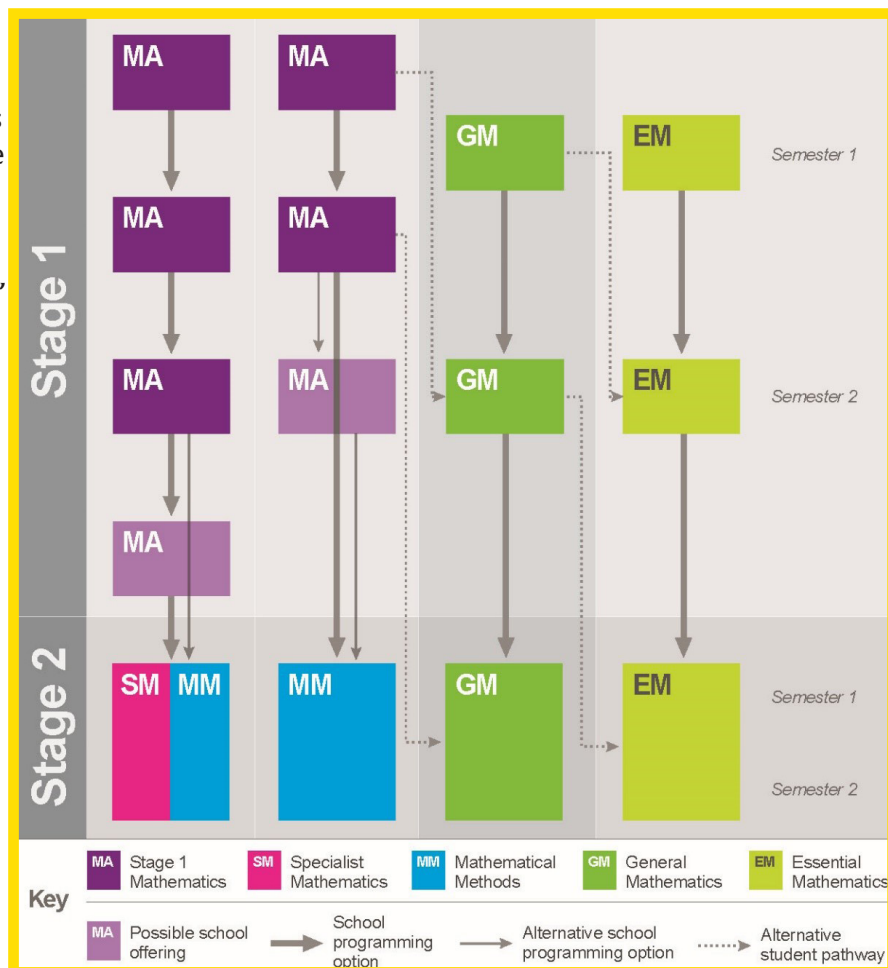 s
e
,
Stage 1
MA
MA
GM
EM
Semester 1
MA
MA
MA
MA
GM
EM
Semester 2
MA
Stage 2
SM
MM
MM
GM
EM
Semester 1
Semester 2
Key
MA
Stage 1
Mathematics
SM
Specialist
Mathematics
MM
Mathematical
Methods
GM
General
Mathematics
EM
Essential
Mathematics
MA
Possible school
offering
School
programming
option
Alternative school
programming option
Alternative
student pathway